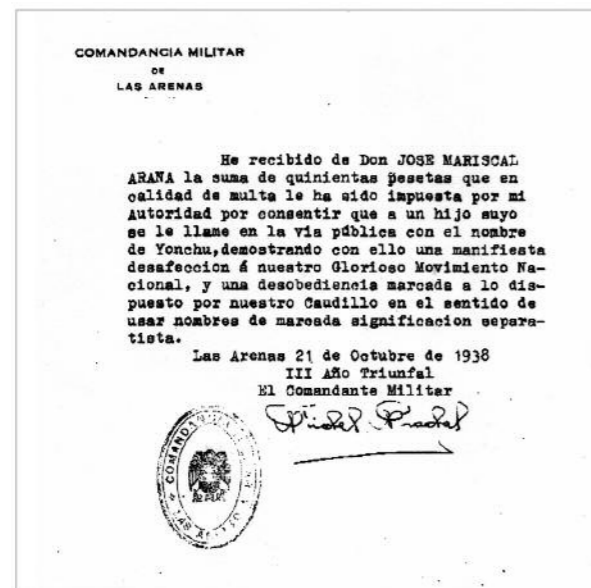 COMANDANCIA MILITAR
DE
LAS ARENAS
He recibido de Don JOSE MARISCAL
ARANA la suma de quinientas pesetas que en
calidad de multa le ha sido impuesta por mi
Autoridad por consentir que a un hijo suyo
se le llame en la via pública con el nombre
de Yonchu,demostrando con ello una manifiesta
desafeccion á nuestro Glorioso Movimiento Na-
cional, y una desobediencia marcada a lo dis-
puesto por nuestro Caudillo en el sentido de
usar nombres de marcada significacion separa-
tista.
Las Arenas 21 de Octubre de 1938
III Año Triunfal
El Comandante Militar
COMANDANCIA
LAS ARENAS